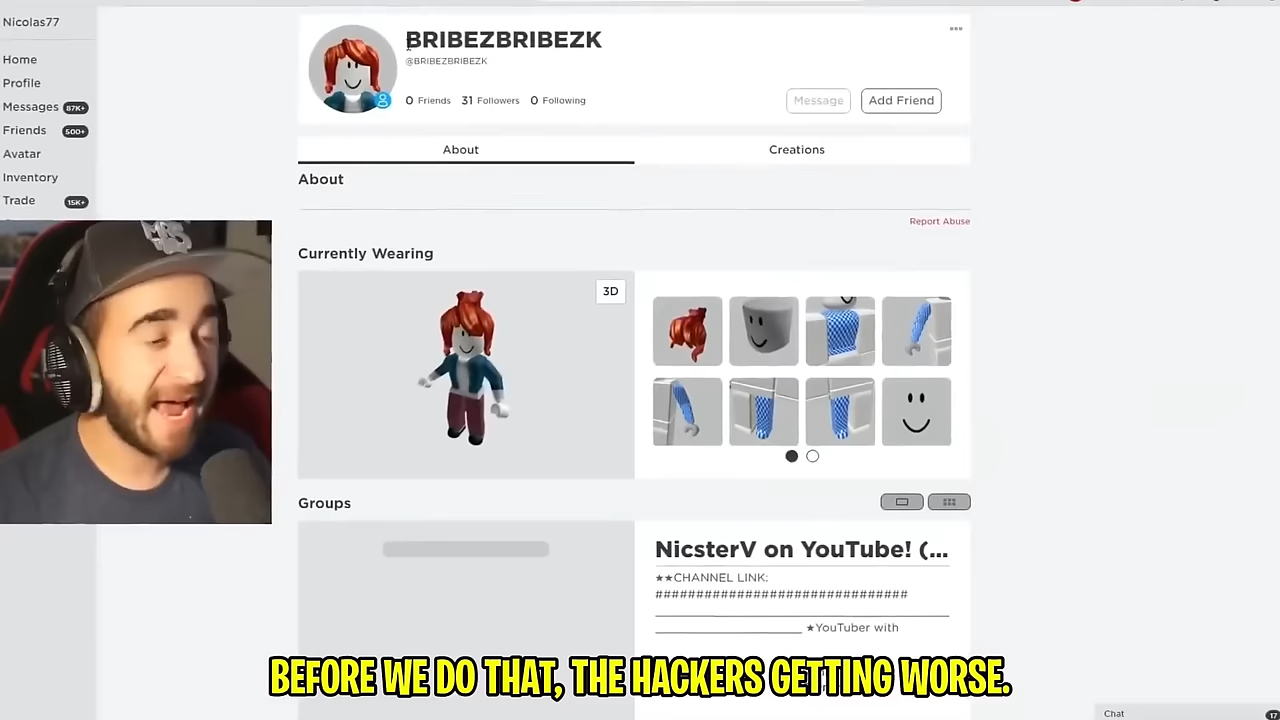 Nicolas77
Home
Profile
Messages 87K+
Friends 500+
Avatar
Inventory
Trade 15K+
BRIBEZBRIBEZK
@BRIBEZBRIBEZK
0 Friends 31 Followers 0 Following
Message
Add Friend
About
Creations
About
Report Abuse
Currently Wearing
3D
Groups
NicsterV on YouTube! (...
★★CHANNEL LINK:
###############################
★YouTuber with
BEFORE WE DO THAT, THE HACKERS GETTING WORSE.
Chat
17